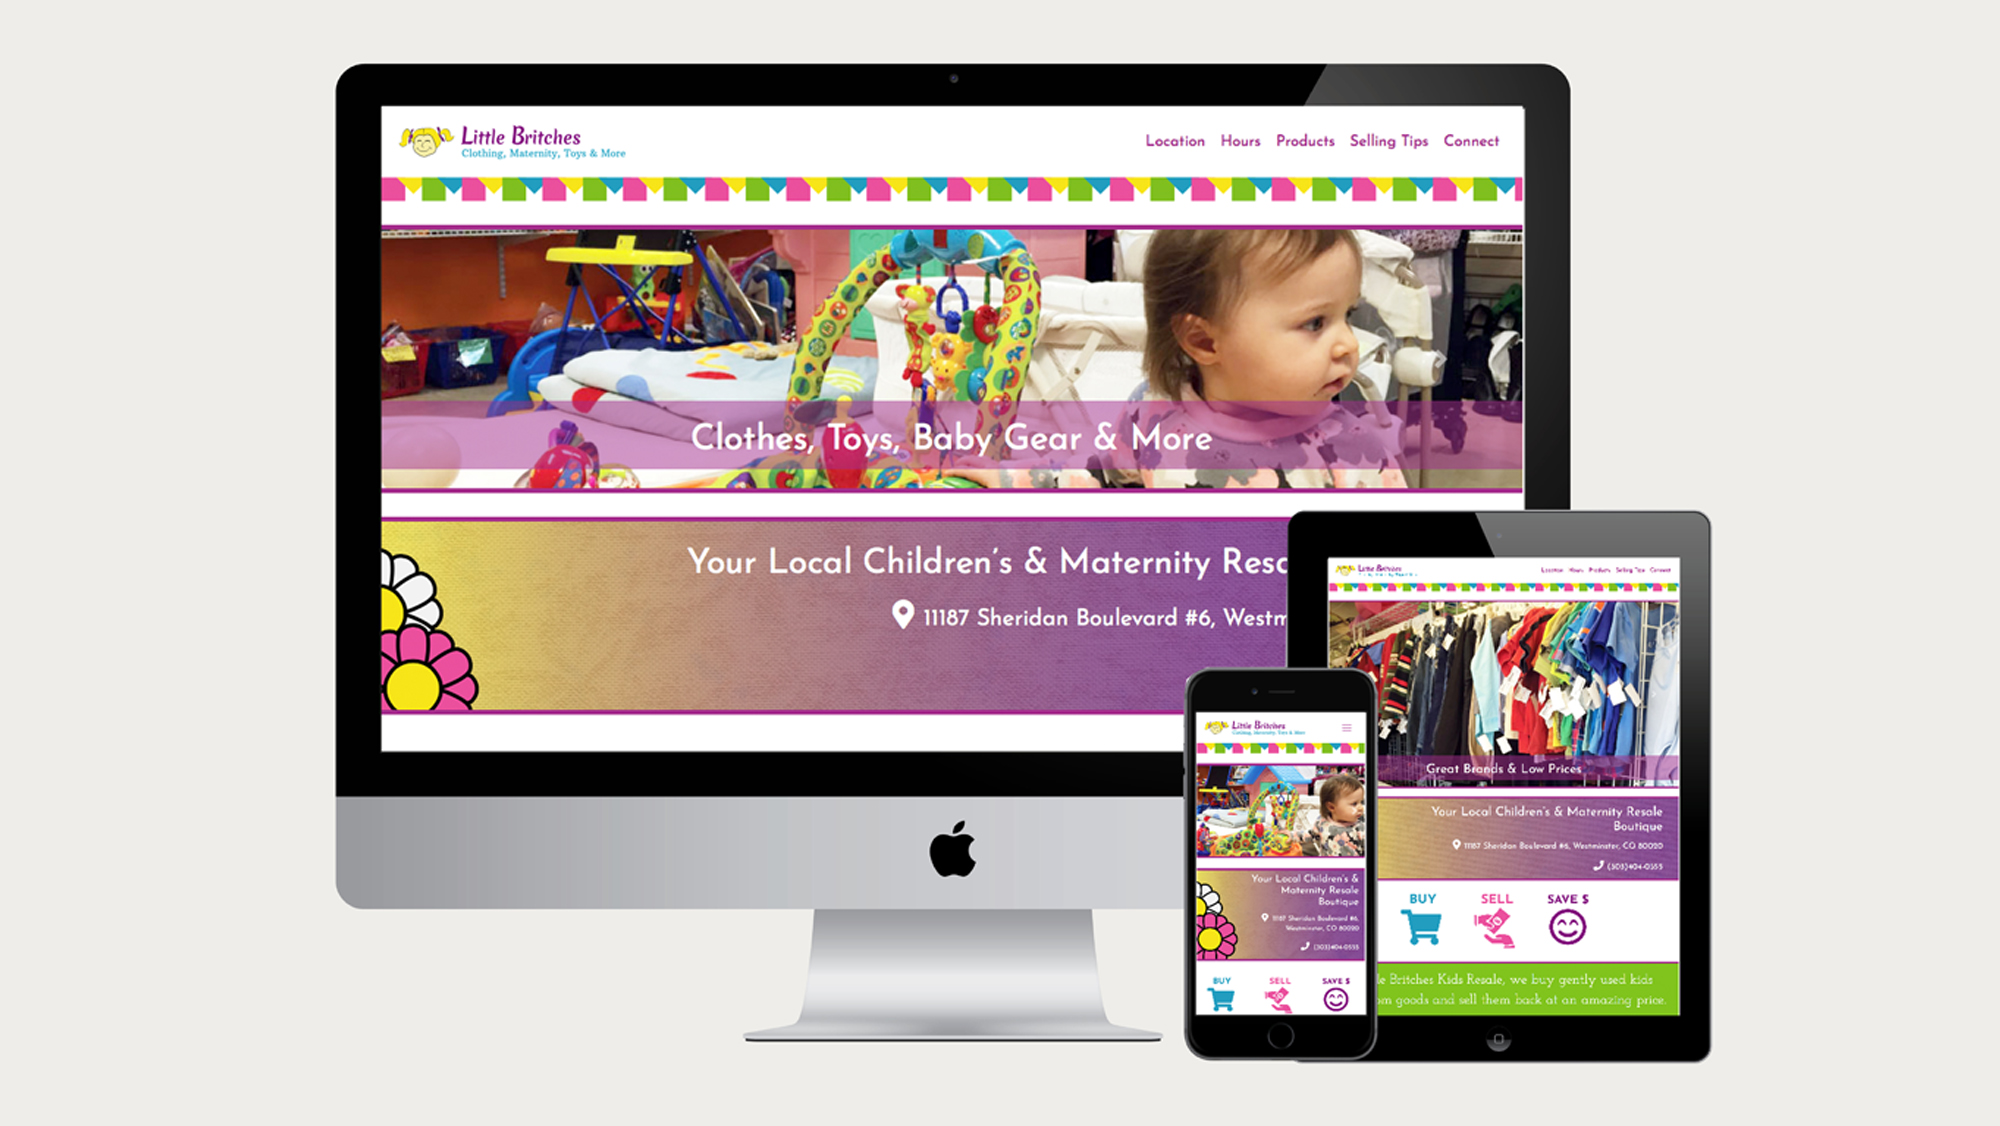 Little Britches
Clothing, Maternity, Toys & More
Location Hours Products Selling Tips Connect
Clothes, Toys, Baby Gear & More
Your Local Children's & Maternity Resa
11187 Sheridan Boulevard #6, Westm
Little Britches
Location Hours Products Selling Tips Connect
Great Brands & Low Prices
Your Local Children's & Maternity Resale
Boutique
11187 Sheridan Boulevard #6, Westminster, CO 80020
(303)404-0355
BUY SELL SAVE $
le Britches Kids Resale, we buy gently used kids
om goods and sell them back at an amazing price.
Little Britches
Clothing, Maternity, Toys & More
Your Local Children's &
Maternity Resale
Boutique
11187 Sheridan Boulevard #6,
Westminster, CO 80020
(303)404-0355
BUY SELL SAVE $